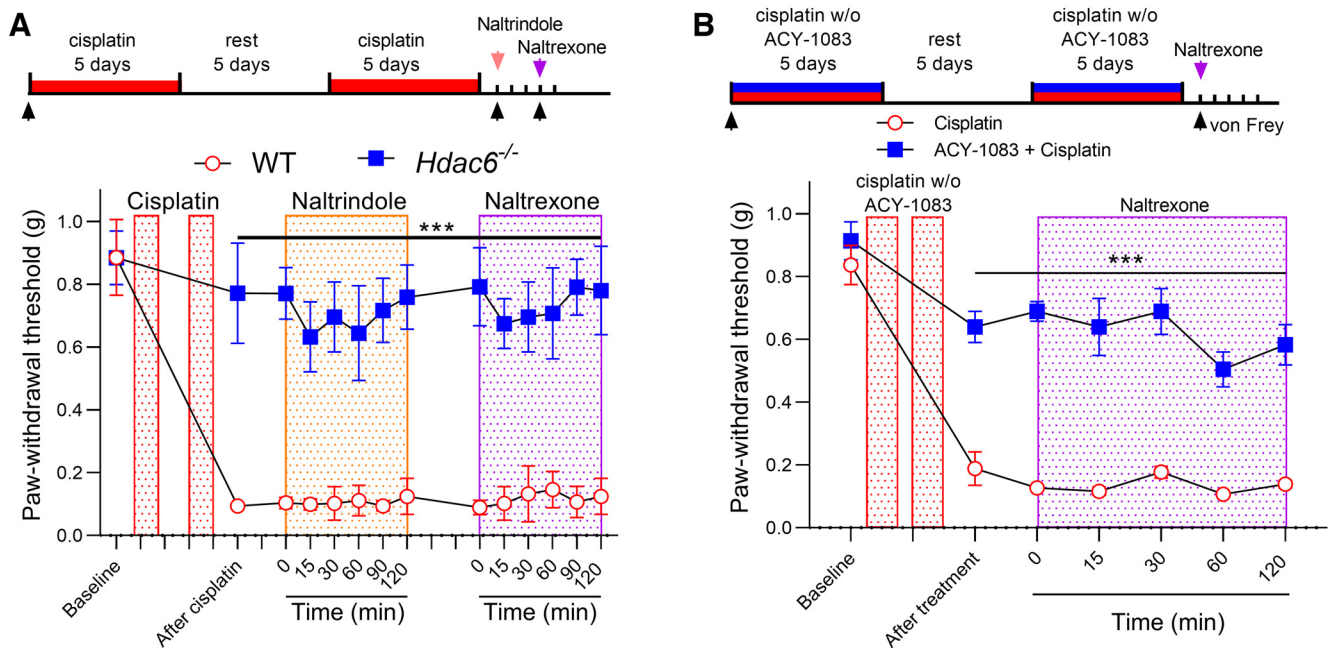 A
cisplatin
5 days
rest
5 days
cisplatin
5 days
Naltrindole
Naltrexone
WT
Hdac6-/-
Cisplatin
Naltrindole
Naltrexone
***
Paw-withdrawal threshold (g)
1.0
0.8
0.6
0.4
0.2
0.0
Baseline
After cisplatin
0
15
30
60
90
120
0
15
30
60
90
120
Time (min)
Time (min)
B
cisplatin w/o
ACY-1083
5 days
rest
5 days
cisplatin w/o
ACY-1083
5 days
Naltrexone
von Frey
Cisplatin
ACY-1083 + Cisplatin
cisplatin w/o
ACY-1083
Naltrexone
***
Paw-withdrawal threshold (g)
1.0
0.8
0.6
0.4
0.2
0.0
Baseline
After treatment
0
15
30
60
120
Time (min)